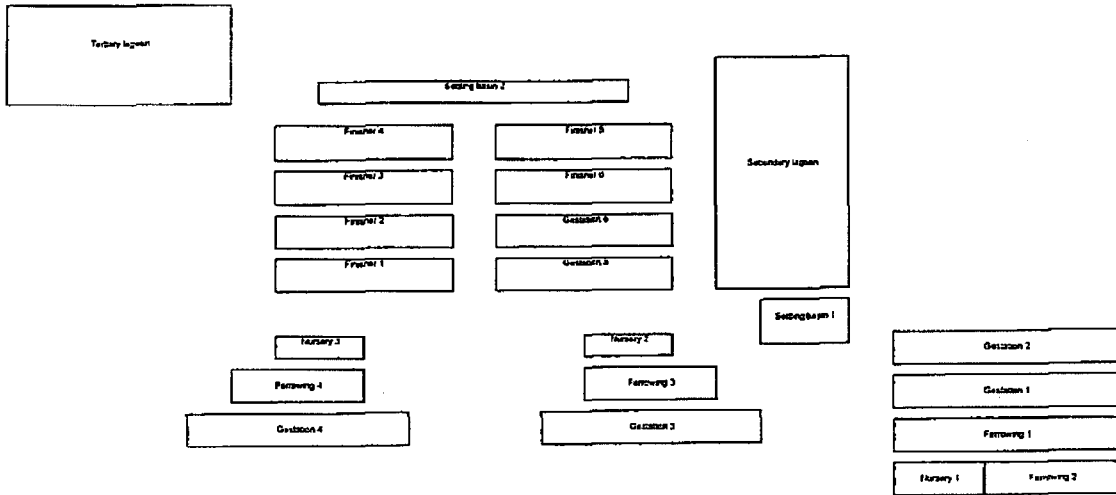 Tertiary lagoon
Settling basin 2
Finisher 4
Finisher 5
Secondary lagoon
Finisher 3
Finisher 6
Finisher 2
Gestation 6
Finisher 1
Gestation 5
Settling basin 1
Nursery 3
Nursery 2
Gestation 2
Farrowing 4
Farrowing 3
Gestation 1
Gestation 4
Gestation 3
Farrowing 1
Nursery 1
Farrowing 2